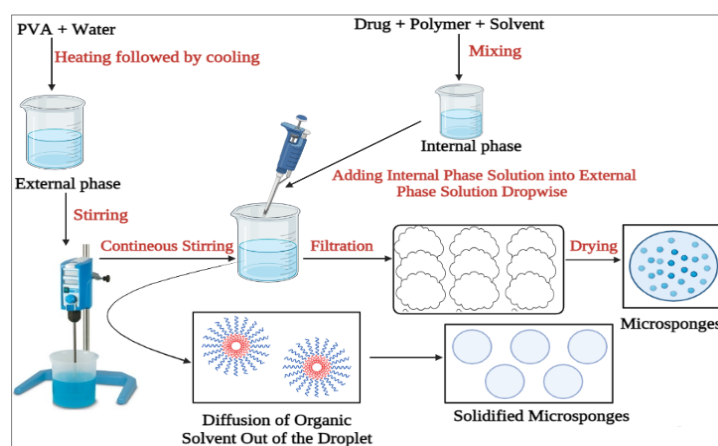 PVA + Water
Drug + Polymer + Solvent
Heating followed by cooling
Mixing
Internal phase
External phase
Adding Internal Phase Solution into External
Phase Solution Dropwise
Stirring
Contineous Stirring
Filtration
Drying
Microsponges
Diffusion of Organic
Solvent Out of the Droplet
Solidified Microsponges